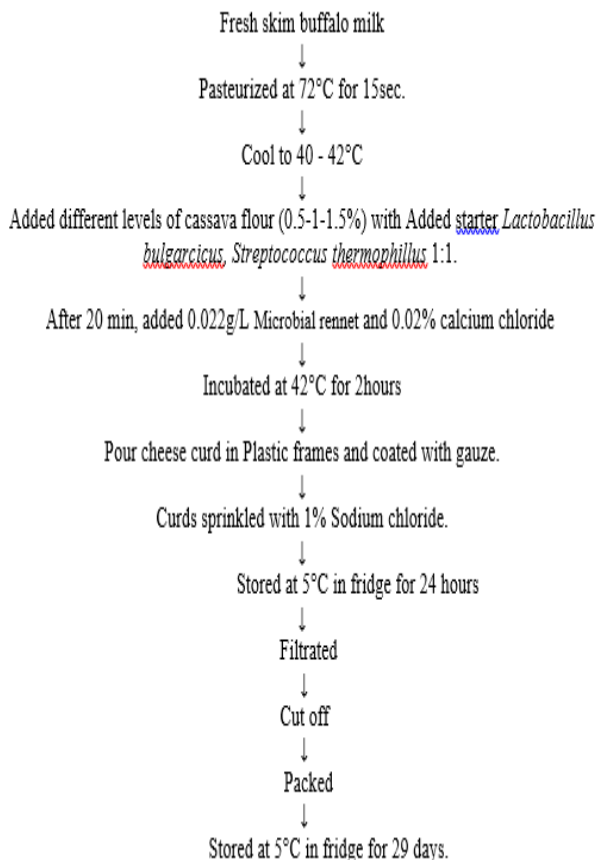 Fresh skim buffalo milk
↓
Pasteurized at 72°C for 15sec.
↓
Cool to 40 - 42°C
↓
Added different levels of cassava flour (0.5-1-1.5%) with Added starter Lactobacillus
bulgarcicus, Streptococcus thermophillus 1:1.
↓
After 20 min, added 0.022g/L Microbial rennet and 0.02% calcium chloride
↓
Incubated at 42°C for 2hours
↓
Pour cheese curd in Plastic frames and coated with gauze.
↓
Curds sprinkled with 1% Sodium chloride.
↓
Stored at 5°C in fridge for 24 hours
↓
Filtrated
↓
Cut off
↓
Packed
↓
Stored at 5°C in fridge for 29 days.